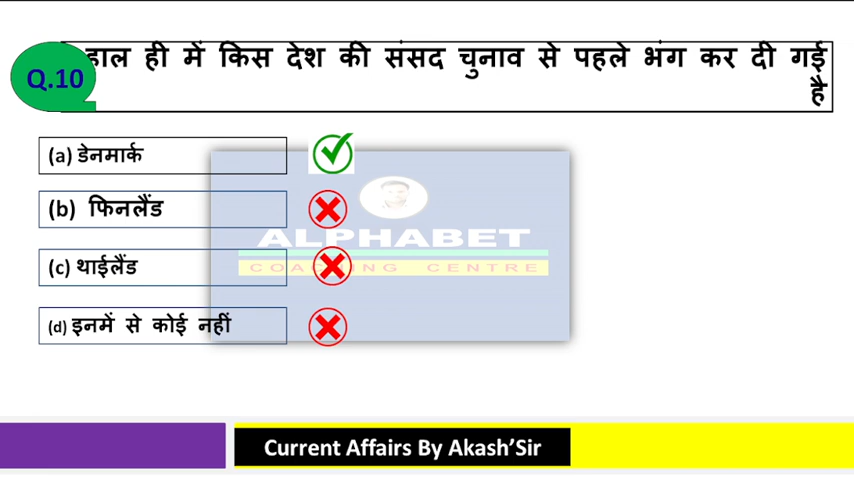 Q.10
हाल ही में किस देश की संसद चुनाव से पहले भंग कर दी गई
है
(a) डेनमार्क
(b) फिनलैंड
(c) थाईलैंड
(d) इनमें से कोई नहीं
ALPHABET
COACHING CENTRE
Current Affairs By Akash’Sir